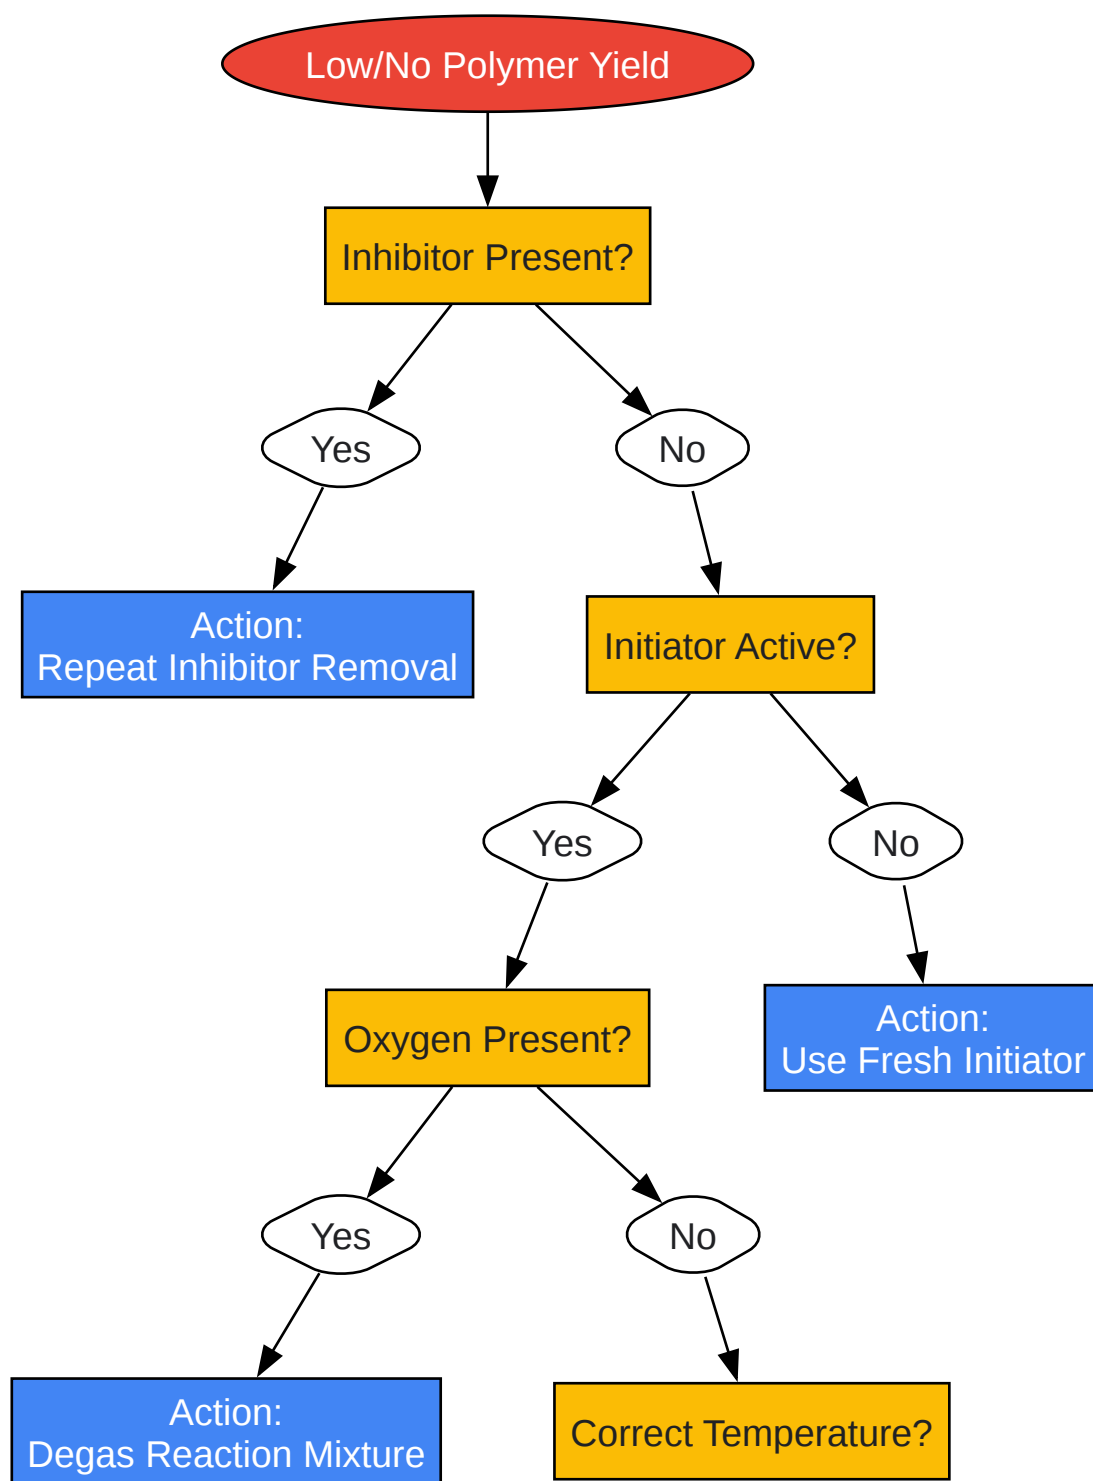 Low/No Polymer Yield
Inhibitor Present?
Yes
No
Action:
Repeat Inhibitor Removal
Initiator Active?
Yes
No
Oxygen Present?
Action:
Use Fresh Initiator
Yes
No
Action:
Degas Reaction Mixture
Correct Temperature?